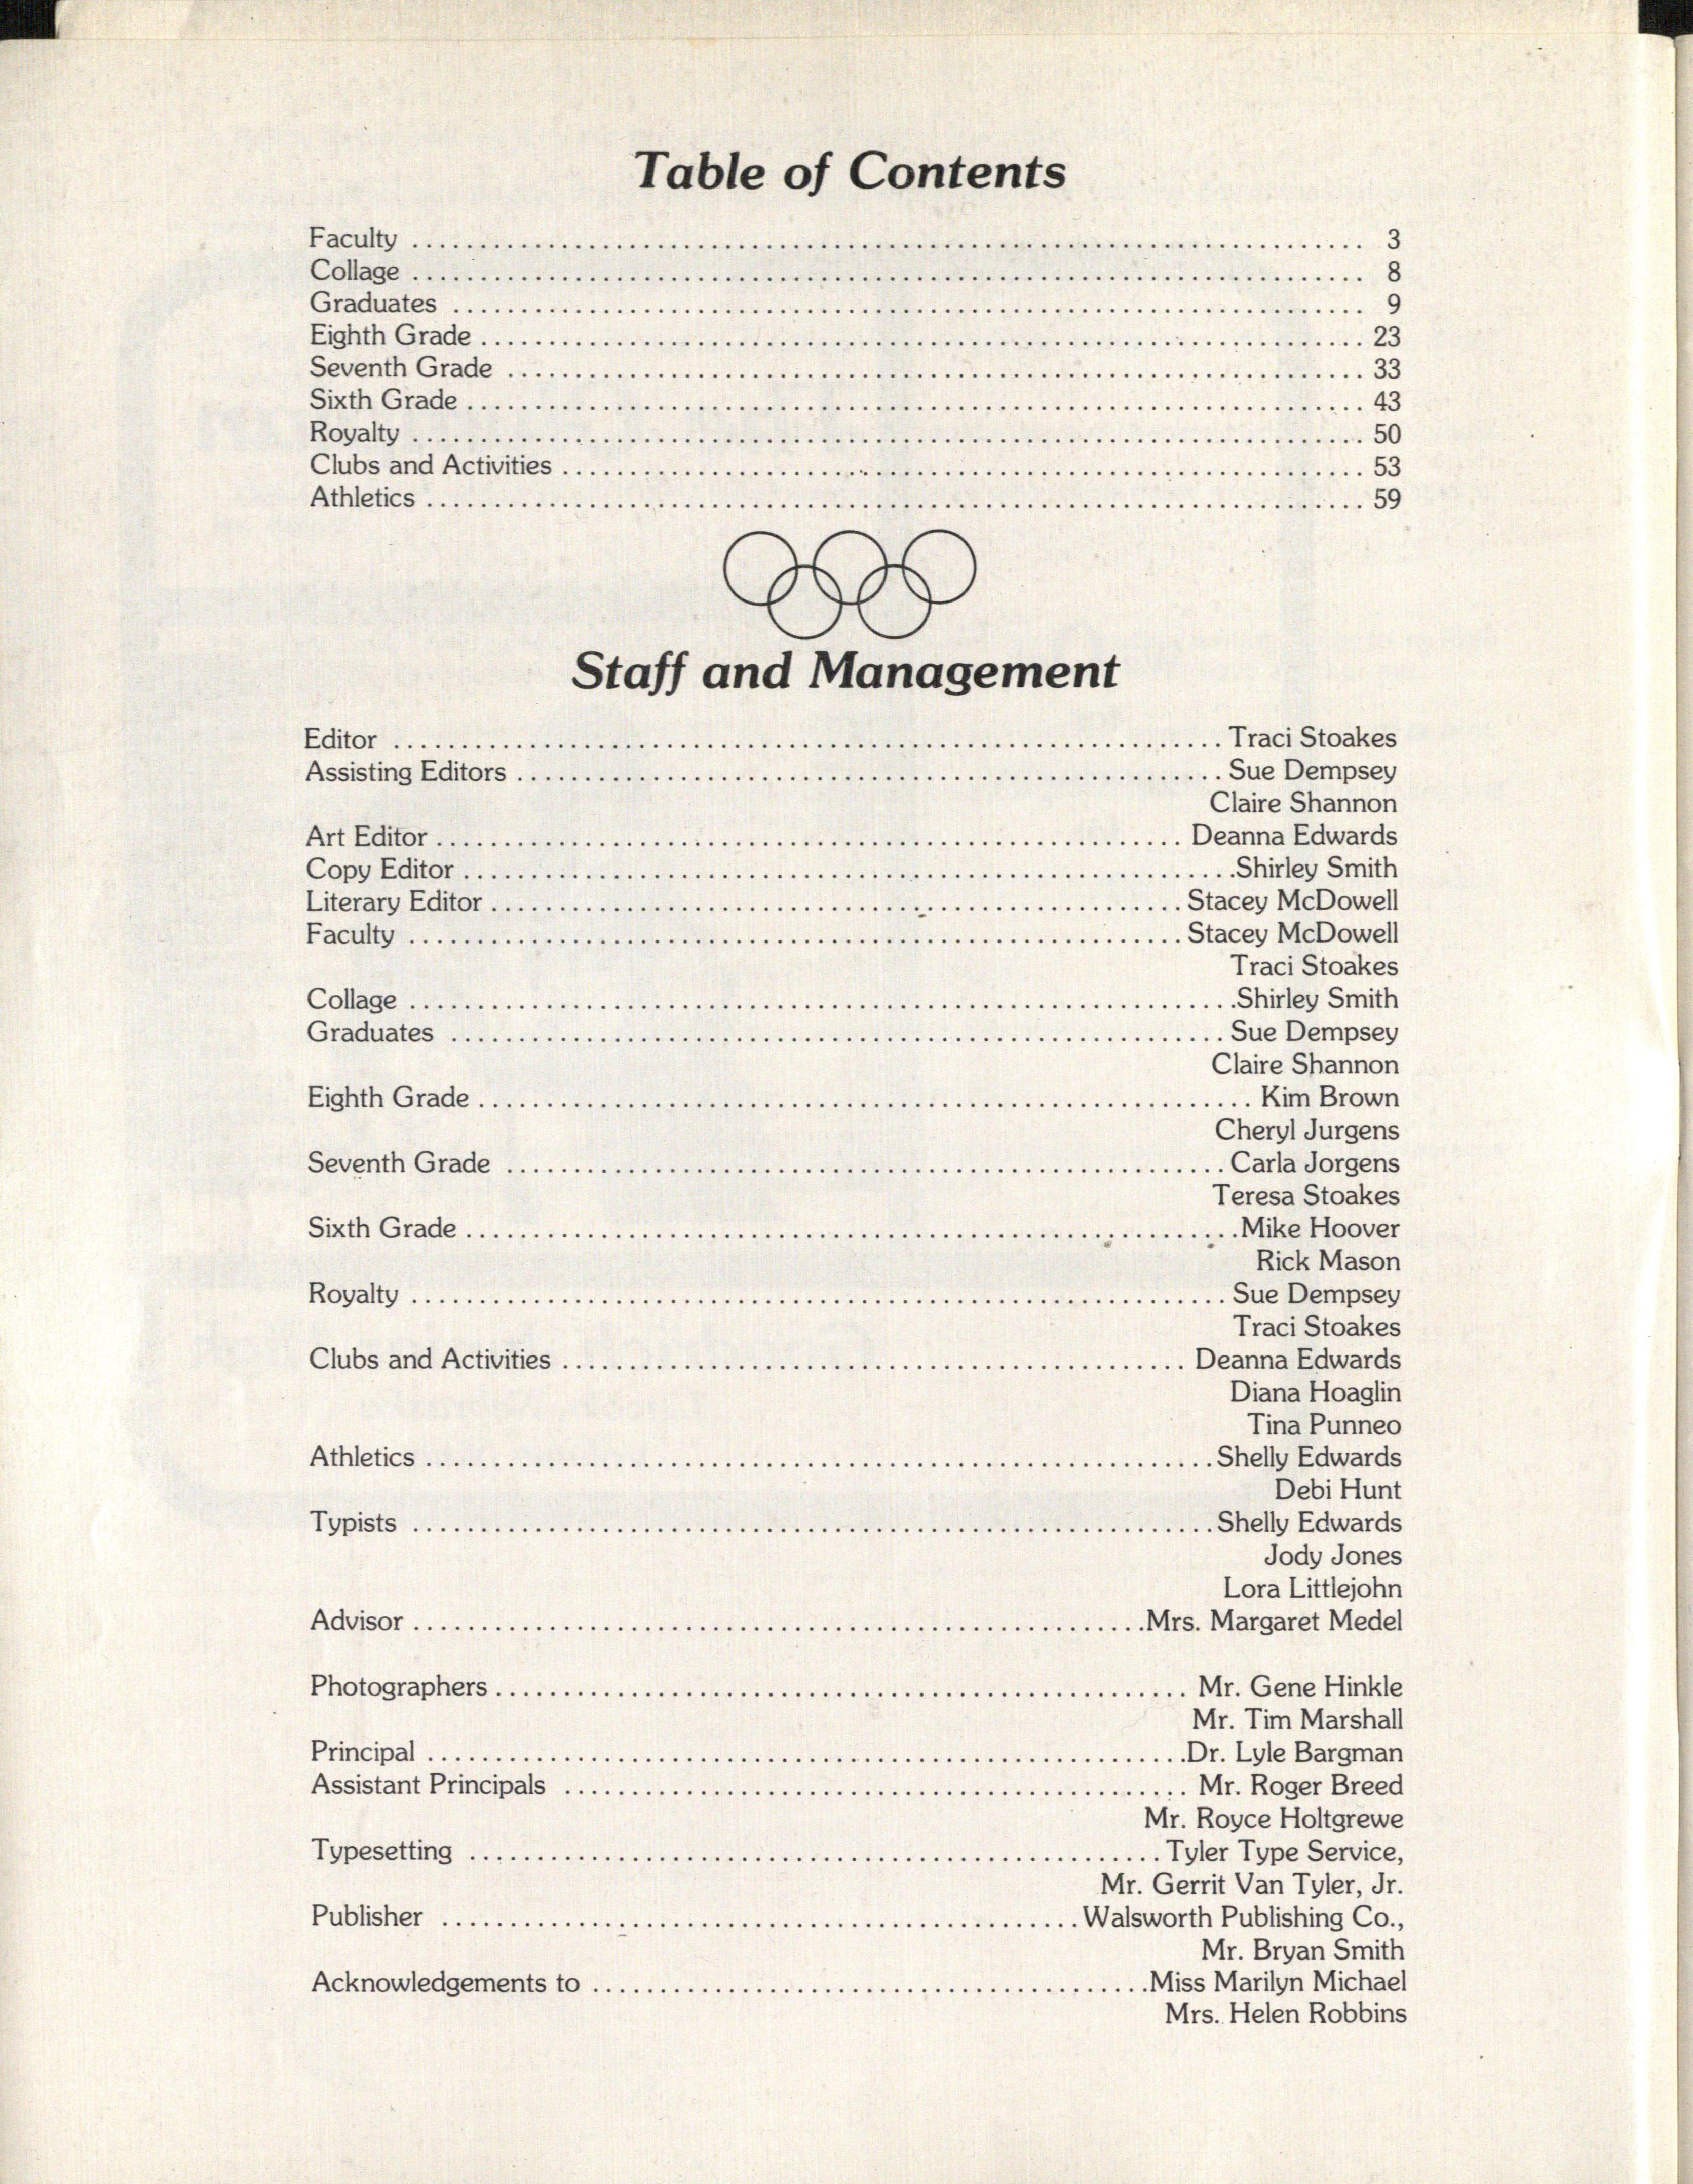 Table of Contents
Faculty ........ 3
Collage ........ 8
Graduates ........ 9
Eighth Grade ........ 23
Seventh Grade ........ 33
Sixth Grade ........ 43
Royalty ........ 50
Clubs and Activities ........ 53
Athletics ........ 59
Staff and Management
Editor ........ Traci Stoakes
Assisting Editors ........ Sue Dempsey
Claire Shannon
Art Editor ........ Deanna Edwards
Copy Editor ........ Shirley Smith
Literary Editor ........ Stacey McDowell
Faculty ........ Stacey McDowell
Traci Stoakes
Collage ........ Shirley Smith
Graduates ........ Sue Dempsey
Claire Shannon
Eighth Grade ........ Kim Brown
Cheryl Jurgens
Seventh Grade ........ Carla Jorgens
Teresa Stoakes
Sixth Grade ........ Mike Hoover
Rick Mason
Royalty ........ Sue Dempsey
Traci Stoakes
Clubs and Activities ........ Deanna Edwards
Diana Hoaglin
Tina Punneo
Athletics ........ Shelly Edwards
Debi Hunt
Typists ........ Shelly Edwards
Jody Jones
Lora Littlejohn
Advisor ........ Mrs. Margaret Medel
Photographers ........ Mr. Gene Hinkle
Mr. Tim Marshall
Principal ........ Dr. Lyle Bargman
Assistant Principals ........ Mr. Roger Breed
Mr. Royce Holtgrewe
Typesetting ........ Tyler Type Service,
Mr. Gerrit Van Tyler, Jr.
Publisher ........ Walsworth Publishing Co.,
Mr. Bryan Smith
Acknowledgements to ........ Miss Marilyn Michael
Mrs. Helen Robbins